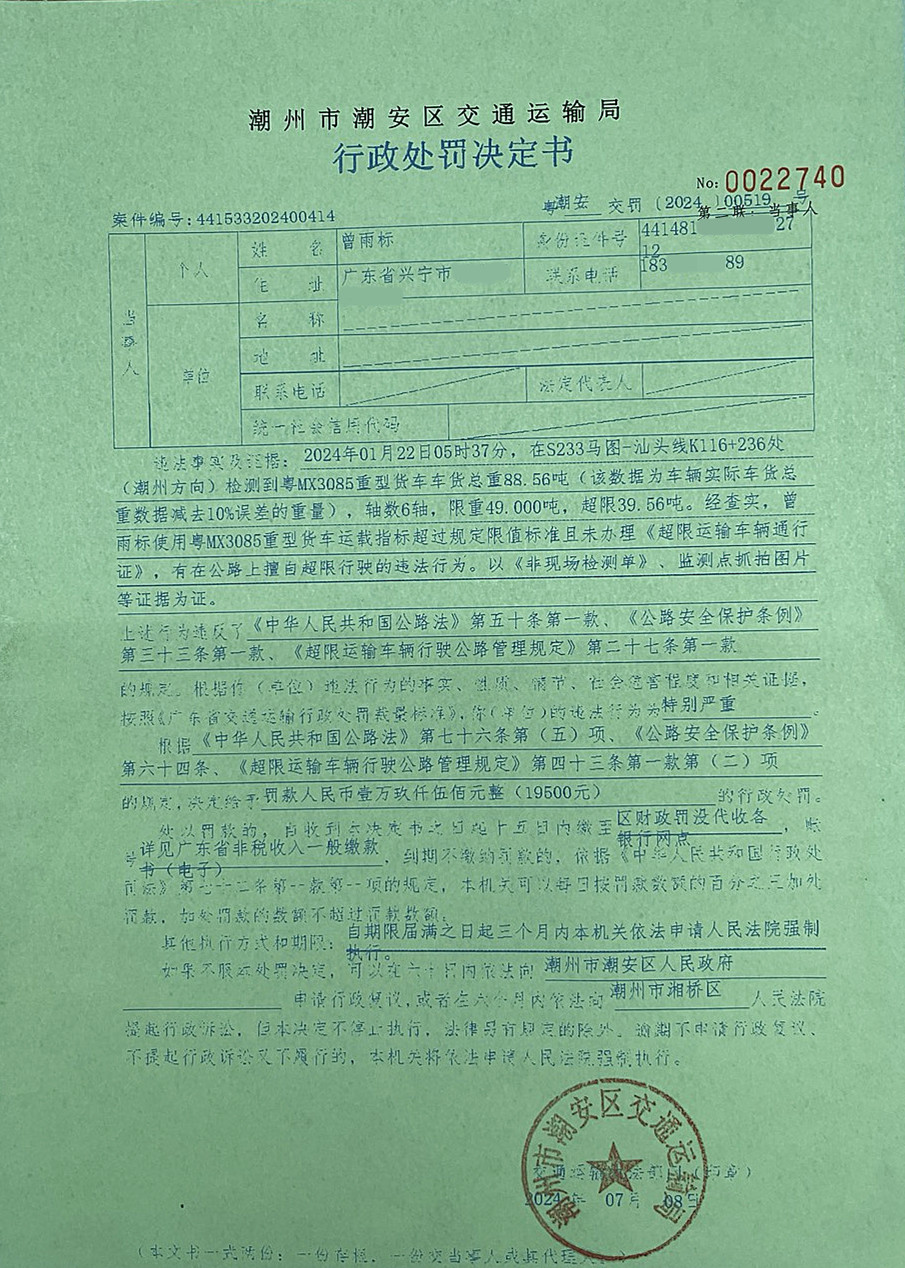 潮州市潮安区交通运输局
行政处罚决定书
No: 0022740
案件编号:441533202400414
粤潮安 交罚〔2024〕00519 号
第二联：当事人
当事人
个人
姓 名 曾雨标 身份证件号 441481 27
12
住 址 广东省兴宁市 联系电话 183 89
单位
名 称
地 址
联系电话 法定代表人
统一社会信用代码
违法事实及证据: 2024年01月22日05时37分，在S233马图-汕头线K116+236处
（潮州方向）检测到粤MX3085重型货车车货总重88.56吨（该数据为车辆实际车货总
重数据减去10%误差的重量），轴数6轴，限重49.000吨，超限39.56吨。经查实，曾
雨标使用粤MX3085重型货车运载指标超过规定限值标准且未办理《超限运输车辆通行
证》，有在公路上擅自超限行驶的违法行为。以《非现场检测单》、监测点抓拍图片
等证据为证。
上述行为违反了《中华人民共和国公路法》第五十条第一款、《公路安全保护条例》
第三十三条第一款、《超限运输车辆行驶公路管理规定》第二十七条第一款
的规定。根据你（单位）违法行为的事实、性质、情节、社会危害程度和相关证据，
按照《广东省交通运输行政处罚裁量标准》，你(单位)的违法行为为特别严重 。
根据《中华人民共和国公路法》第七十六条第（五）项、《公路安全保护条例》
第六十四条、《超限运输车辆行驶公路管理规定》第四十三条第一款第（二）项
的规定,决定给予罚款人民币壹万玖仟伍佰元整（19500元） 的行政处罚。
处以罚款的，自收到本决定书之日起十五日内缴至区财政罚没代收各银行网点，账
号详见广东省非税收入一般缴款书（电子），到期不缴纳罚款的，依据《中华人民共和国行政处
罚法》第七十二条第一款第一项的规定，本机关可以每日按罚款数额的百分之三加处
罚款，加处罚款的数额不超过罚款数额。
其他执行方式和期限：自期限届满之日起三个月内本机关依法申请人民法院强制
执行。
如果不服本处罚决定，可以在六十日内依法向 潮州市潮安区人民政府
申请行政复议，或者在六个月内依法向 潮州市湘桥区 人民法院
提起行政诉讼，但本决定不停止执行，法律另有规定的除外。逾期不申请行政复议、
不提起行政诉讼又不履行的，本机关将依法申请人民法院强制执行。
潮州市潮安区交通运输局
2024年 07月 08日
（本文书一式两份：一份存根，一份交当事人或其代理人。）